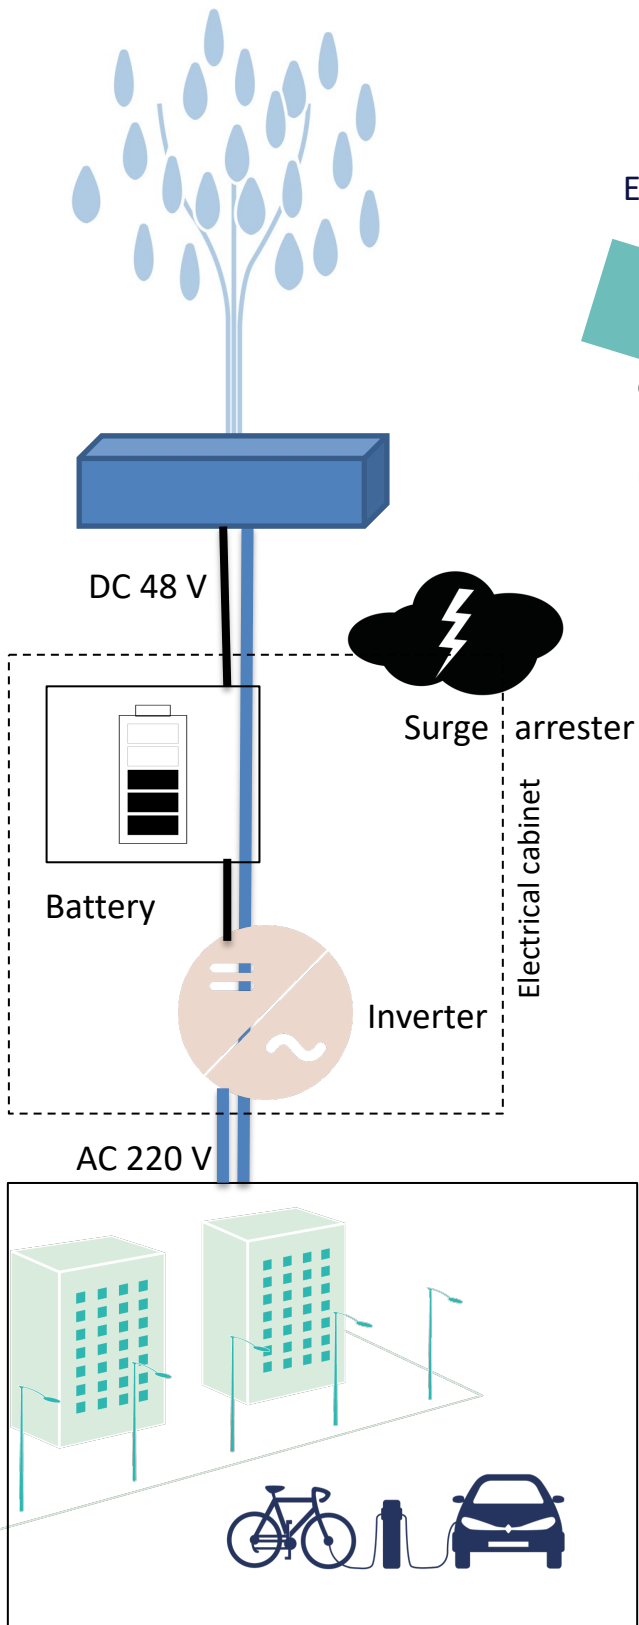 E
DC 48 V
Surge arrester
Electrical cabinet
Battery
Inverter
AC 220 V